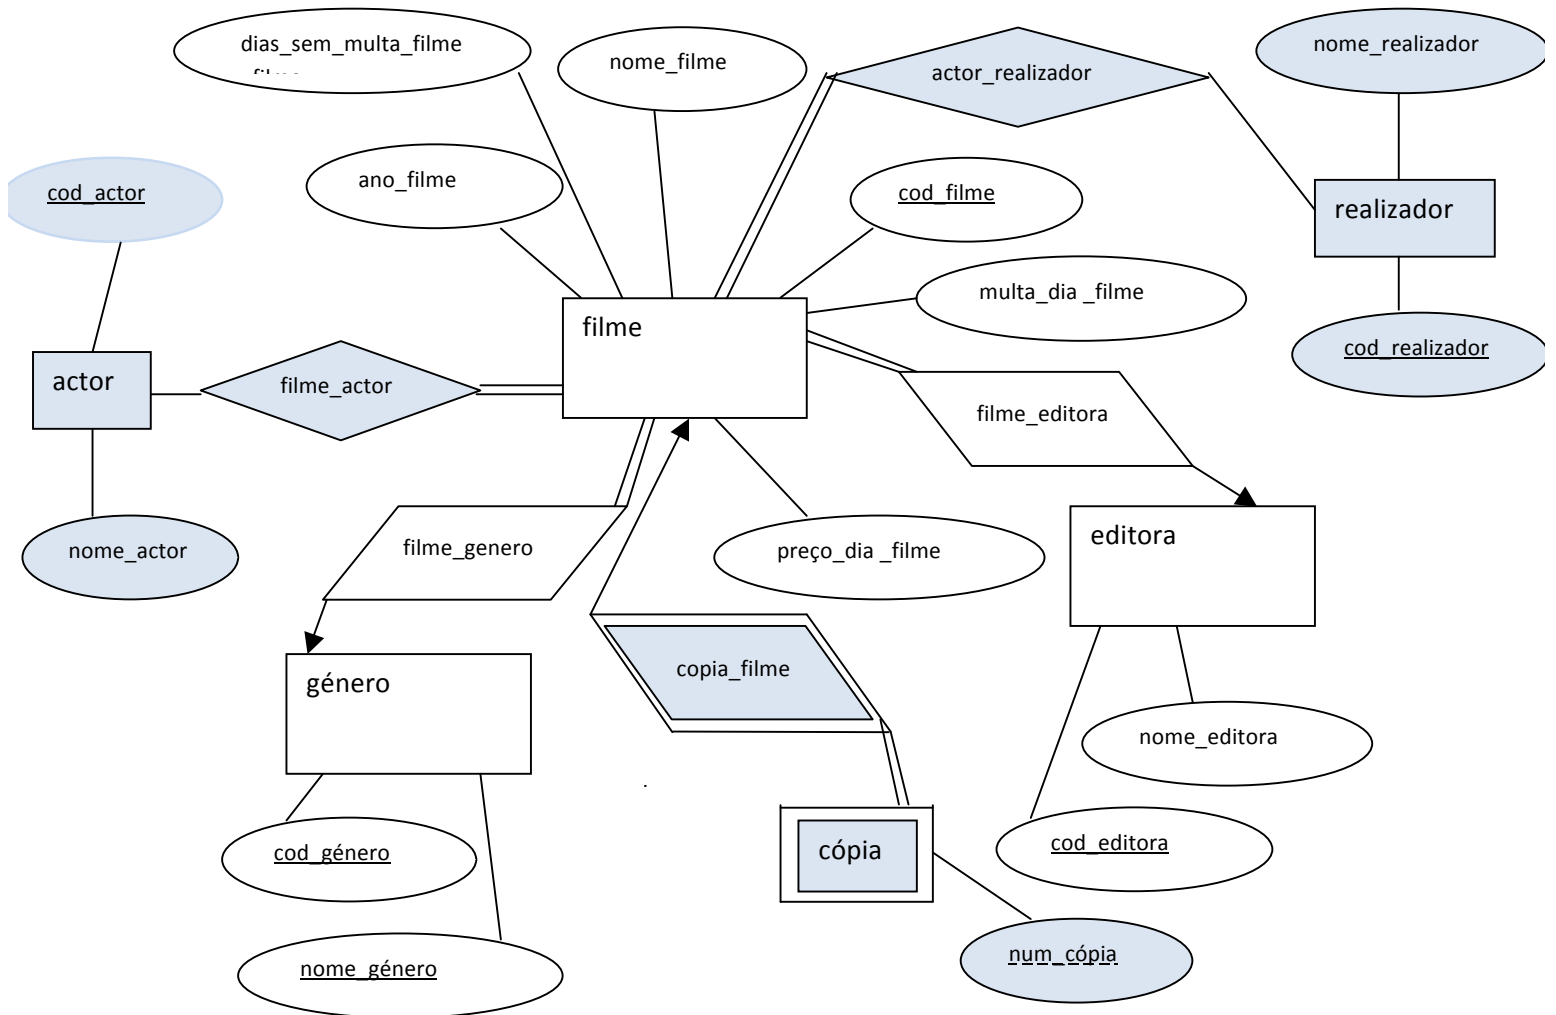 dias_sem_multa_filme
nome_filme
actor_realizador
nome_realizador
cod_actor
ano_filme
cod_filme
realizador
multa_dia _filme
filme
cod_realizador
actor
filme_actor
filme_editora
nome_actor
filme_genero
preço_dia _filme
editora
género
copia_filme
nome_editora
cod_género
cópia
cod_editora
nome_género
num_cópia